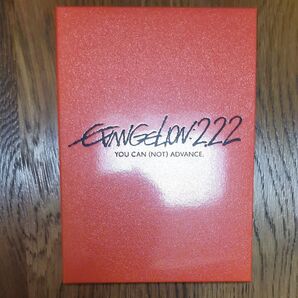 EVANGELION:2.22
YOU CAN (NOT) ADVANCE.